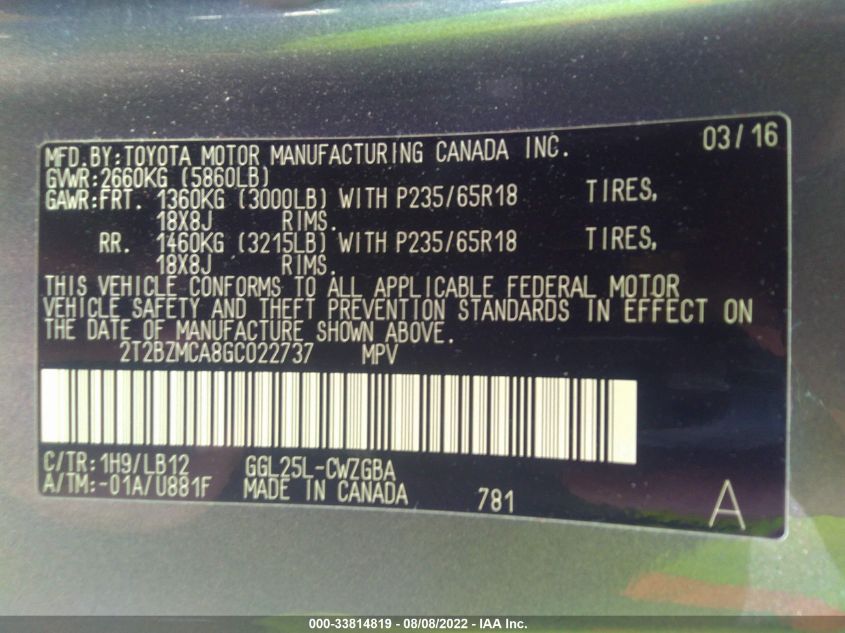 MFD.BY:TOYOTA MOTOR MANUFACTURING CANADA INC. 03/16
GVWR:2660KG (5860LB)
GAWR:FRT. 1360KG (3000LB) WITH P235/65R18 TIRES,
18X8J RIMS.
RR. 1460KG (3215LB) WITH P235/65R18 TIRES,
18X8J RIMS.
THIS VEHICLE CONFORMS TO ALL APPLICABLE FEDERAL MOTOR
VEHICLE SAFETY AND THEFT PREVENTION STANDARDS IN EFFECT ON
THE DATE OF MANUFACTURE SHOWN ABOVE.
2T2BZMCA8GC022737 MPV
C/TR:1H9/LB12 GGL25L-CWZGBA
A/TM:-01A/U881F MADE IN CANADA 781 A
000-33814819 - 08/08/2022 - IAA Inc.